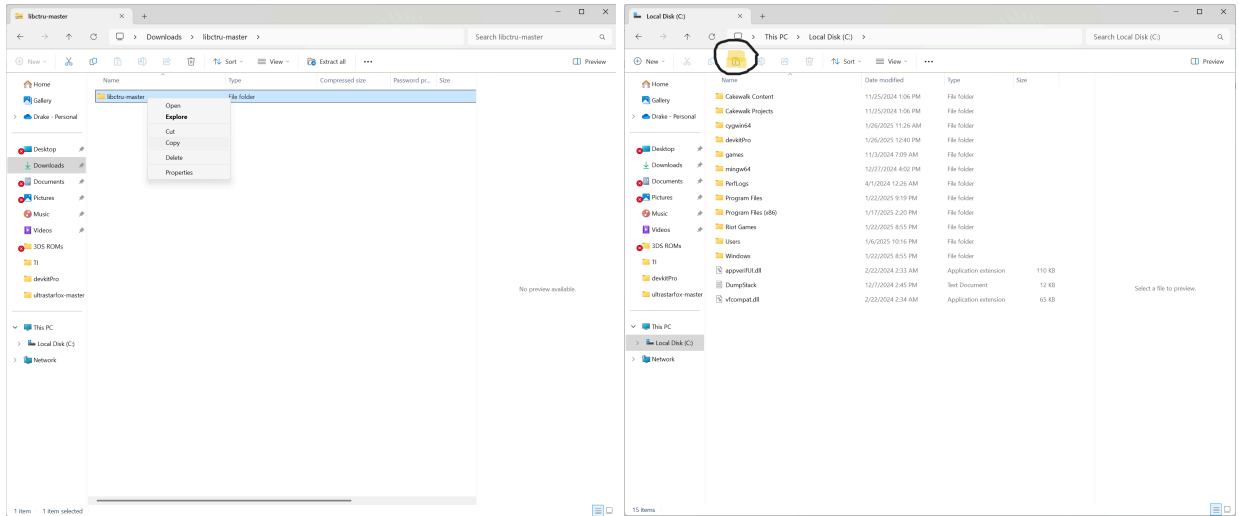 libctru-master
Downloads > libctru-master >
Search libctru-master
New
Sort
View
Extract all
Preview
Home
Gallery
Drake - Personal
Desktop
Downloads
Documents
Pictures
Music
Videos
3DS ROMs
TI
devkitPro
ultrastarfox-master
This PC
Local Disk (C:)
Network
Name Type Compressed size Password pr... Size
libctru-master File folder
Open
Explore
Cut
Copy
Delete
Properties
No preview available.
1 item 1 item selected
Local Disk (C:)
This PC > Local Disk (C:) >
Search Local Disk (C:)
New
Sort
View
Preview
Home
Gallery
Drake - Personal
Desktop
Downloads
Documents
Pictures
Music
Videos
3DS ROMs
TI
devkitPro
ultrastarfox-master
This PC
Local Disk (C:)
Network
Name Date modified Type Size
Cakewalk Content 11/25/2024 1:06 PM File folder
Cakewalk Projects 11/25/2024 1:06 PM File folder
cygwin64 1/26/2025 11:26 AM File folder
devkitPro 1/26/2025 12:40 PM File folder
games 11/3/2024 7:09 AM File folder
mingw64 12/27/2024 4:02 PM File folder
PerfLogs 4/1/2024 12:26 AM File folder
Program Files 1/22/2025 9:19 PM File folder
Program Files (x86) 1/17/2025 2:20 PM File folder
Riot Games 1/22/2025 8:55 PM File folder
Users 1/6/2025 10:16 PM File folder
Windows 1/22/2025 8:55 PM File folder
appverifUI.dll 2/22/2024 2:33 AM Application extension 110 KB
DumpStack 12/7/2024 2:45 PM Text Document 12 KB
vfcompat.dll 2/22/2024 2:34 AM Application extension 65 KB
Select a file to preview.
15 items